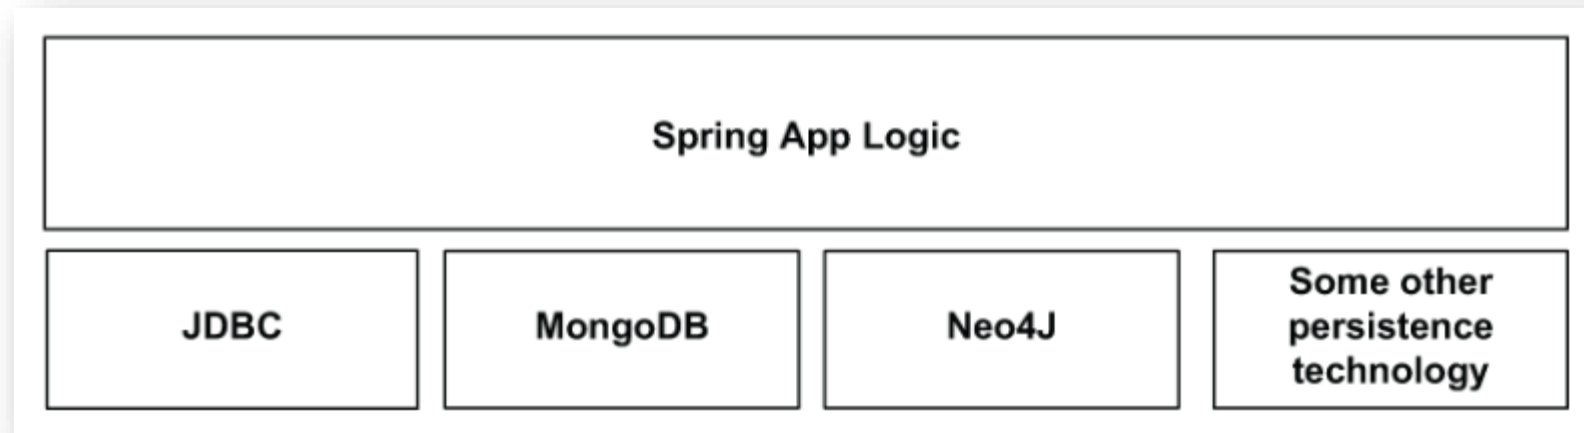 Spring App Logic
JDBC
MongoDB
Neo4J
Some other
persistence
technology